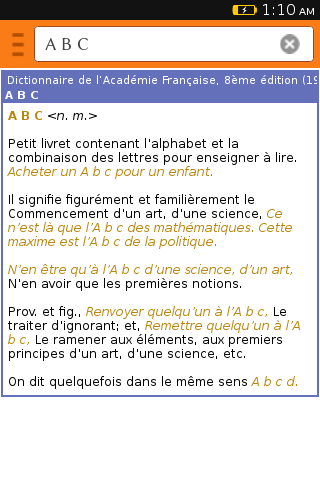 1:10 AM
A B C
Dictionnaire de l'Académie Française, 8ème édition (19
A B C
A B C <n. m.>
Petit livret contenant l'alphabet et la
combinaison des lettres pour enseigner à lire.
Acheter un A b c pour un enfant.
Il signifie figurément et familièrement le
Commencement d'un art, d'une science, Ce
n'est là que l'A b c des mathématiques. Cette
maxime est l'A b c de la politique.
N'en être qu'à l'A b c d'une science, d'un art,
N'en avoir que les premières notions.
Prov. et fig., Renvoyer quelqu'un à l'A b c, Le
traiter d'ignorant; et, Remettre quelqu'un à l'A
b c, Le ramener aux éléments, aux premiers
principes d'un art, d'une science, etc.
On dit quelquefois dans le même sens A b c d.